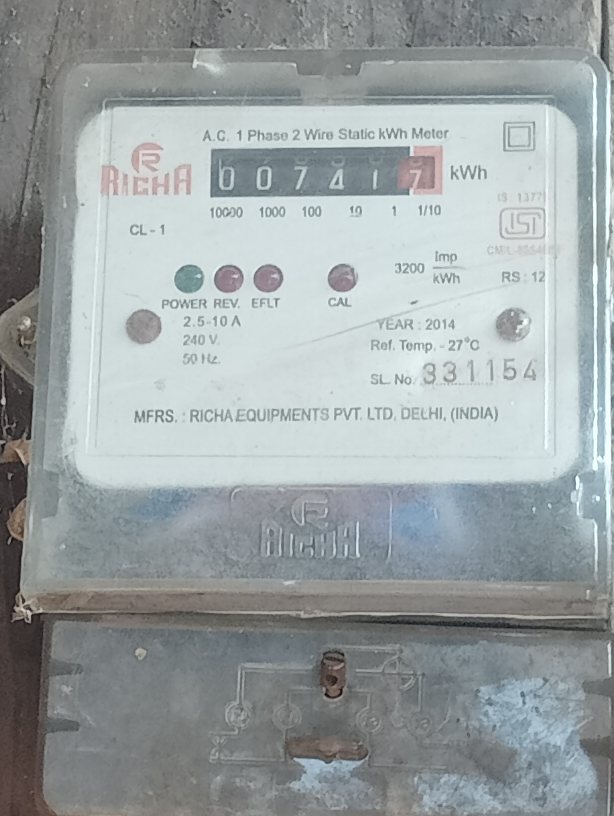 A.C. 1 Phase 2 Wire Static kWh Meter
RICHA
0 0 7 4 1 7 kWh
10000 1000 100 10 1 1/10
CL - 1
3200 Imp/kWh
RS : 12
POWER REV. EFLT CAL
2.5-10 A
240 V.
50 Hz.
YEAR : 2014
Ref. Temp. - 27°C
SL. No. 331154
MFRS. : RICHA EQUIPMENTS PVT. LTD, DELHI, (INDIA)
RICHA